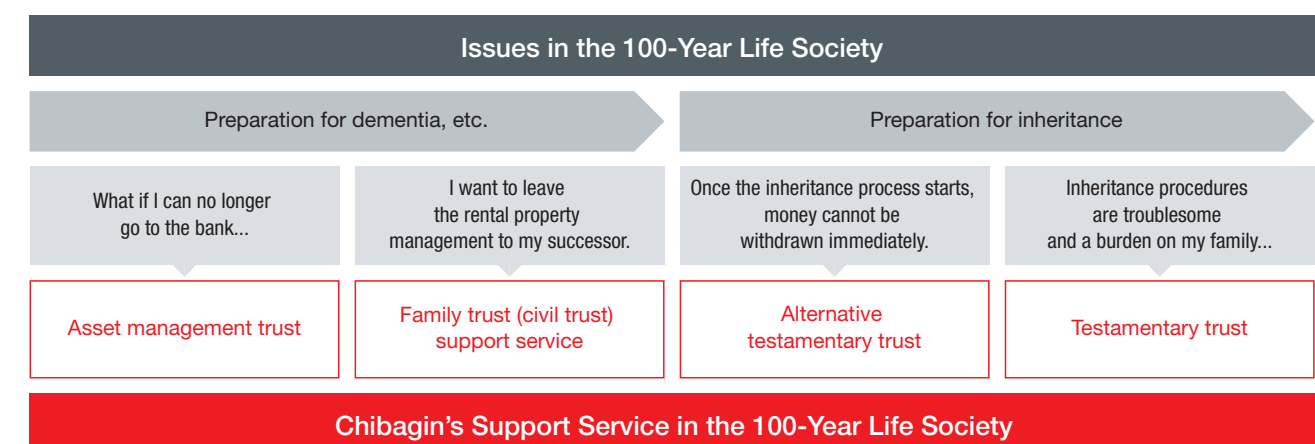 Issues in the 100-Year Life Society
Preparation for dementia, etc.
Preparation for inheritance
What if I can no longer
go to the bank...
I want to leave
the rental property
management to my successor.
Once the inheritance process starts,
money cannot be
withdrawn immediately.
Inheritance procedures
are troublesome
and a burden on my family...
Asset management trust
Family trust (civil trust)
support service
Alternative
testamentary trust
Testamentary trust
Chibagin’s Support Service in the 100-Year Life Society